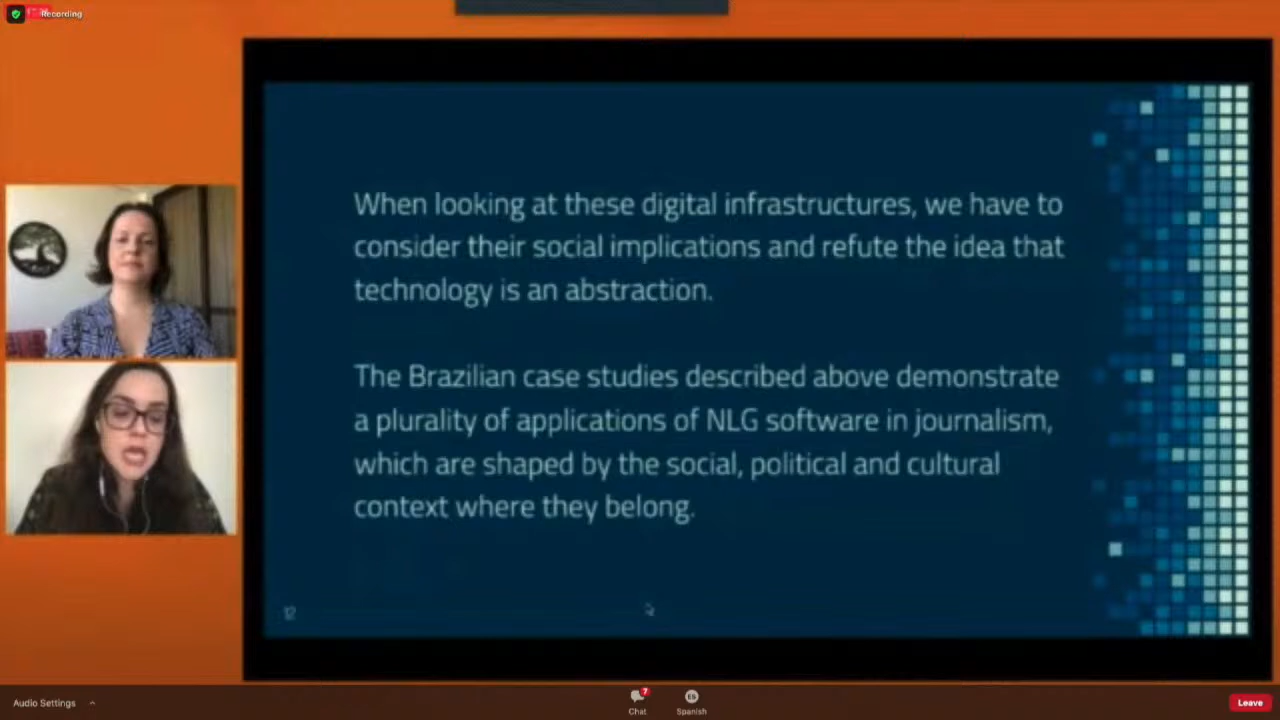 Recording
When looking at these digital infrastructures, we have to
consider their social implications and refute the idea that
technology is an abstraction.
The Brazilian case studies described above demonstrate
a plurality of applications of NLG software in journalism,
which are shaped by the social, political and cultural
context where they belong.
12
Audio Settings
7
Chat
ES
Spanish
Leave